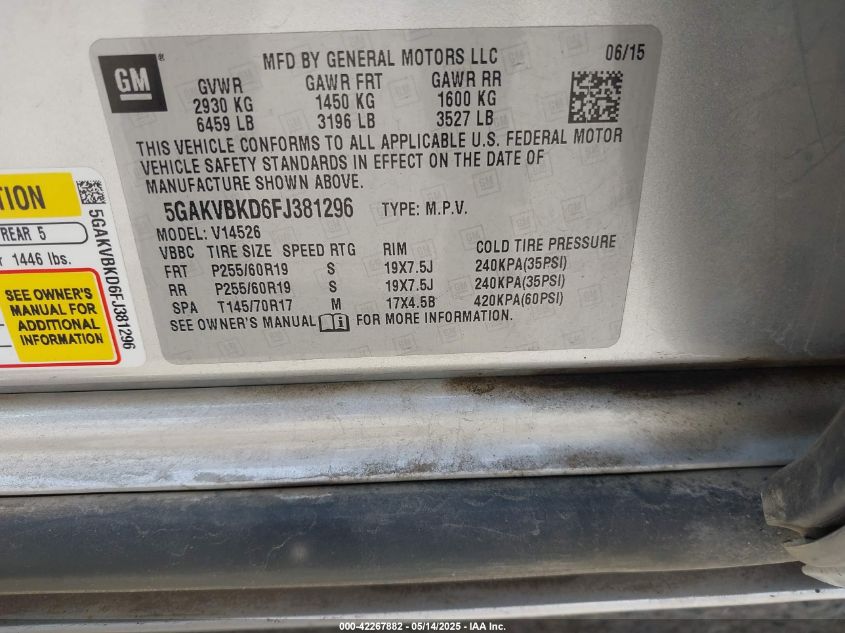 GM ®
MFD BY GENERAL MOTORS LLC 06/15
GVWR GAWR FRT GAWR RR
2930 KG 1450 KG 1600 KG
6459 LB 3196 LB 3527 LB
THIS VEHICLE CONFORMS TO ALL APPLICABLE U.S. FEDERAL MOTOR
VEHICLE SAFETY STANDARDS IN EFFECT ON THE DATE OF
MANUFACTURE SHOWN ABOVE.
5GAKVBKD6FJ381296 TYPE: M.P.V.
MODEL: V14526
VBBC TIRE SIZE SPEED RTG RIM COLD TIRE PRESSURE
FRT P255/60R19 S 19X7.5J 240KPA(35PSI)
RR P255/60R19 S 19X7.5J 240KPA(35PSI)
SPA T145/70R17 M 17X4.5B 420KPA(60PSI)
SEE OWNER'S MANUAL FOR MORE INFORMATION.
REAR 5
1446 lbs.
SEE OWNER'S
MANUAL FOR
ADDITIONAL
INFORMATION
5GAKVBKD6FJ381296
000-42267882 - 05/14/2025 - IAA Inc.